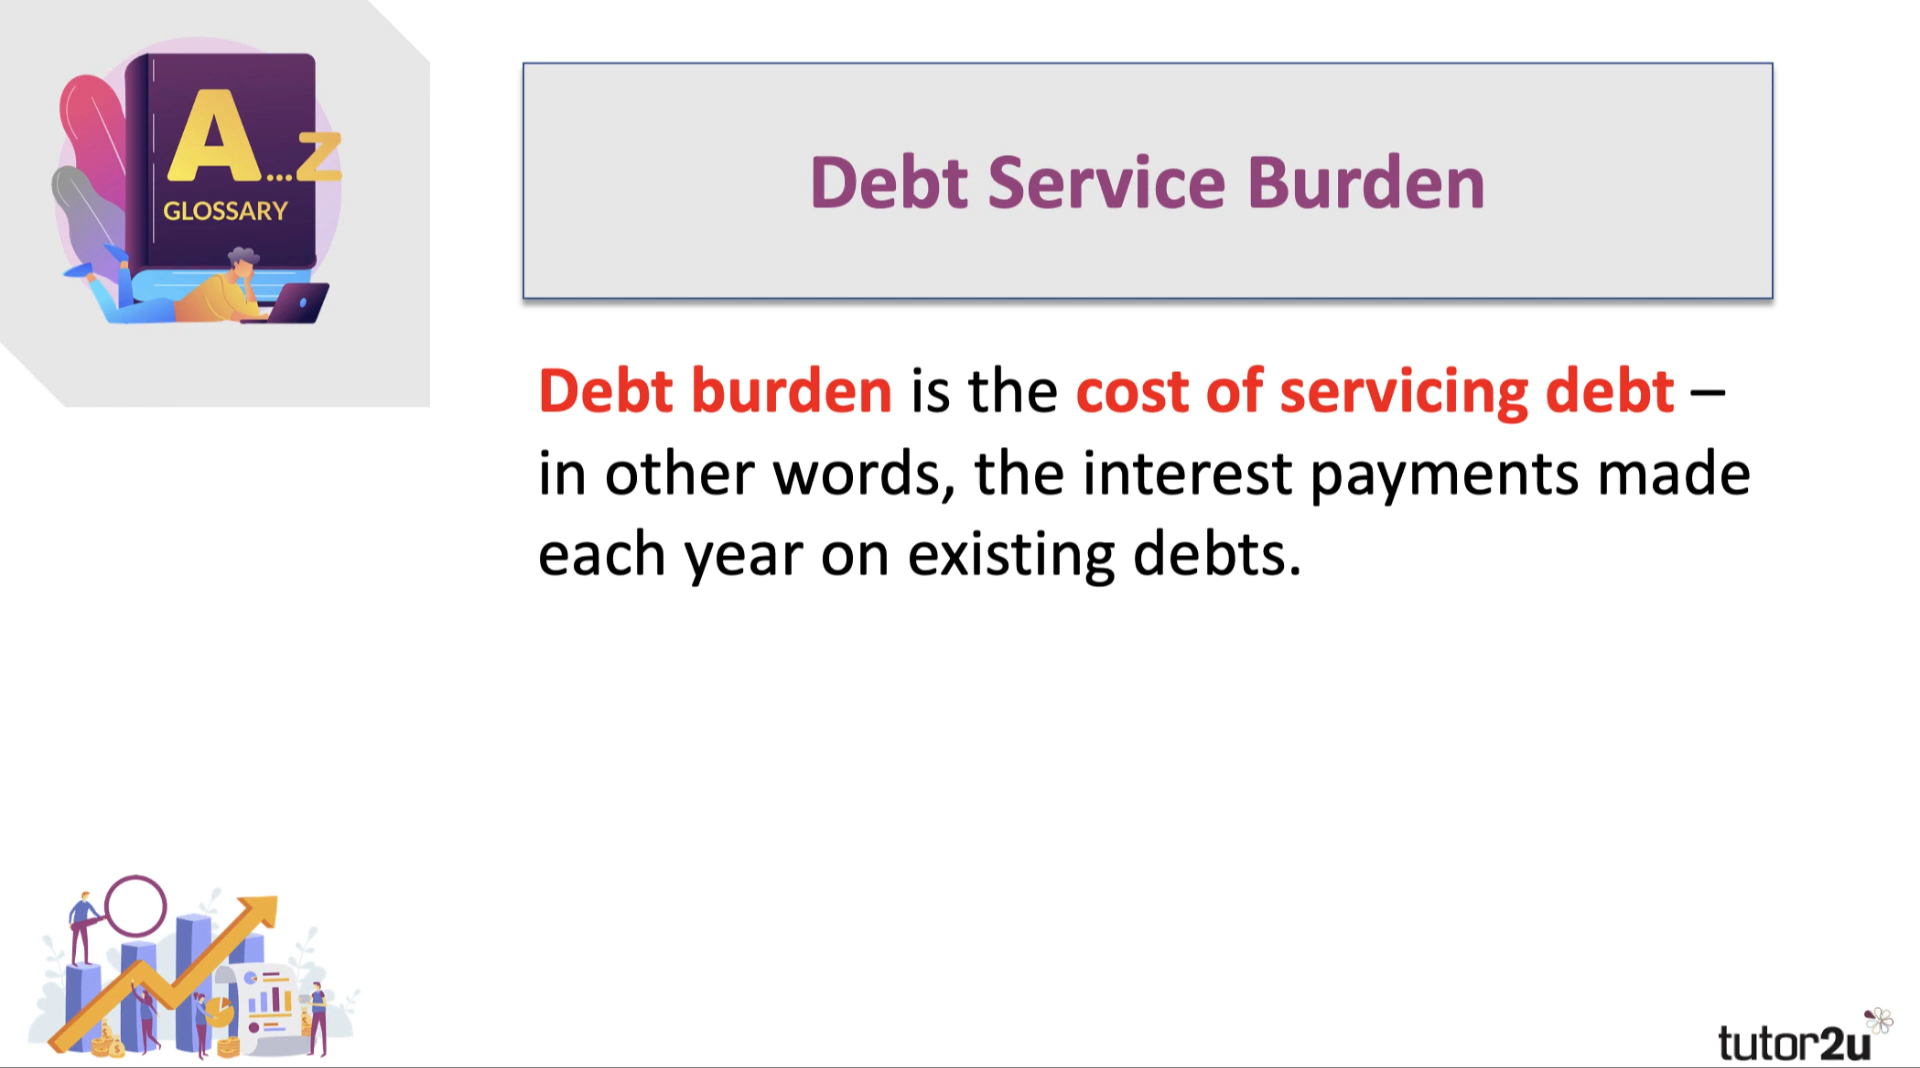 A...Z
GLOSSARY
Debt Service Burden
Debt burden is the cost of servicing debt –
in other words, the interest payments made
each year on existing debts.
tutor2u